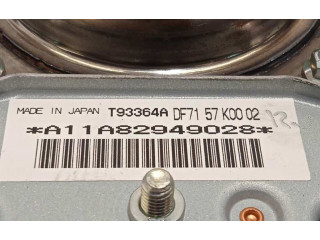 MADE IN JAPAN T93364A DF71 57 K00 02
*A11A82949028*